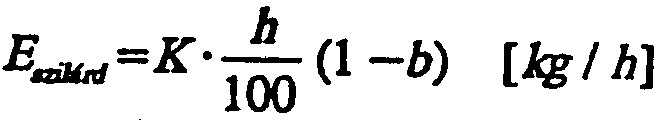 E_szilárd = K · h/100 (1 – b) [kg / h]